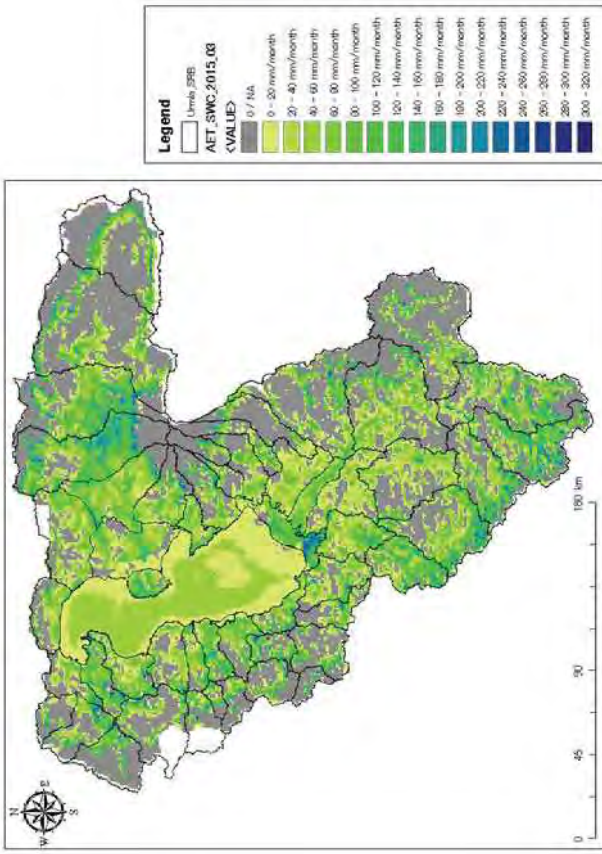 N
W E
S
Legend
Urmia_SRB
AET_SWC_2015_03
<VALUE>
0 / NA
0 - 20 mm/month
20 - 40 mm/month
40 - 60 mm/month
60 - 80 mm/month
80 - 100 mm/month
100 - 120 mm/month
120 - 140 mm/month
140 - 160 mm/month
160 - 180 mm/month
180 - 200 mm/month
200 - 220 mm/month
220 - 240 mm/month
240 - 260 mm/month
260 - 280 mm/month
280 - 300 mm/month
300 - 320 mm/month
0 45 90 180 km